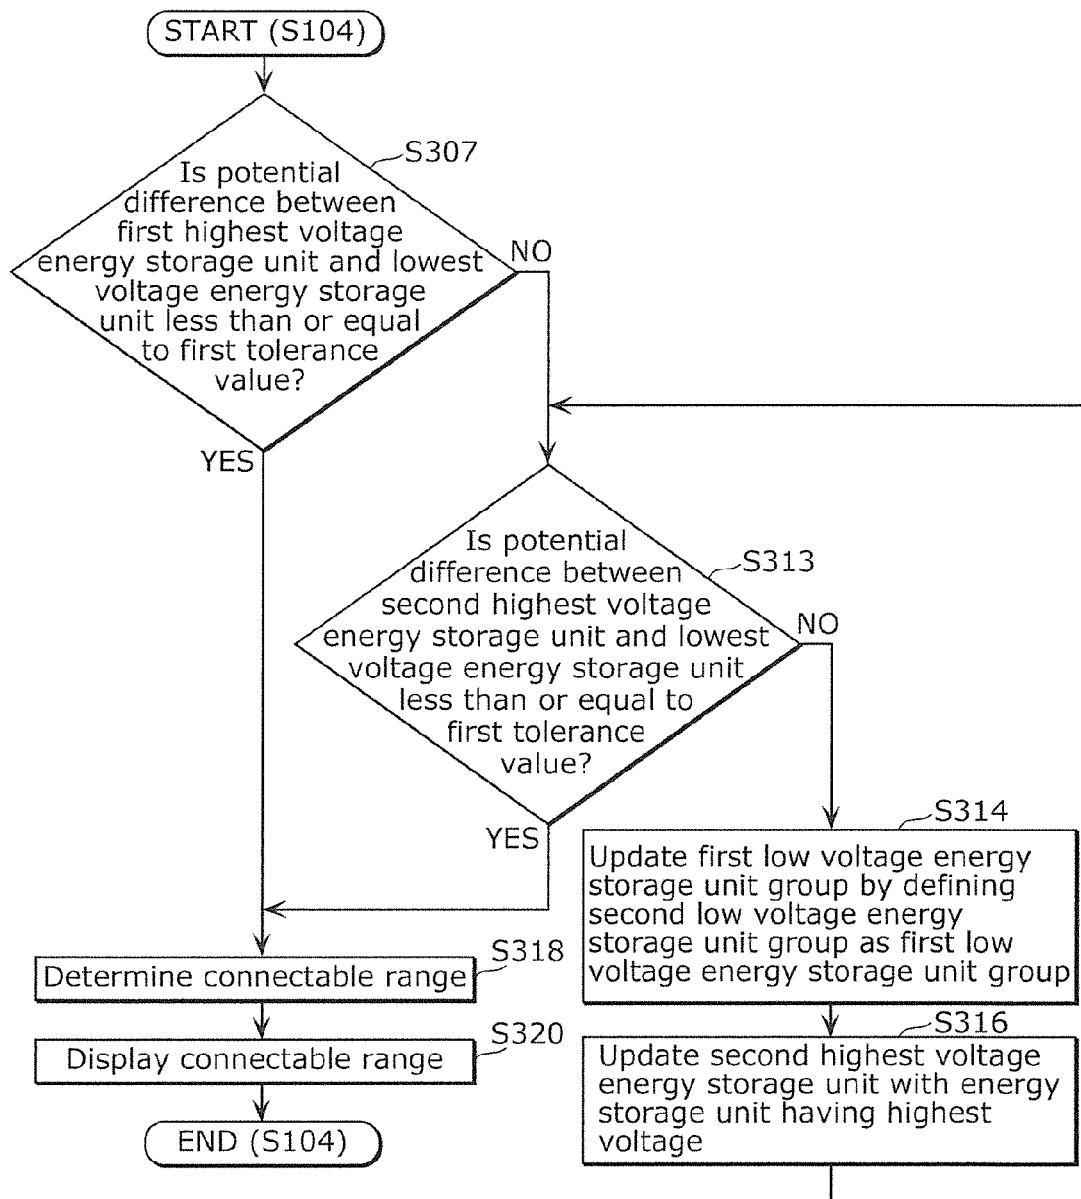 START (S104)
S307
Is potential
difference between
first highest voltage
energy storage unit and lowest
voltage energy storage
unit less than or equal
to first tolerance
value?
NO
YES
S313
Is potential
difference between
second highest voltage
energy storage unit and lowest
voltage energy storage unit
less than or equal to
first tolerance
value?
NO
YES
S314
Update first low voltage energy
storage unit group by defining
second low voltage energy
storage unit group as first low
voltage energy storage unit group
S318
Determine connectable range
S316
Update second highest voltage
energy storage unit with energy
storage unit having highest
voltage
S320
Display connectable range
END (S104)